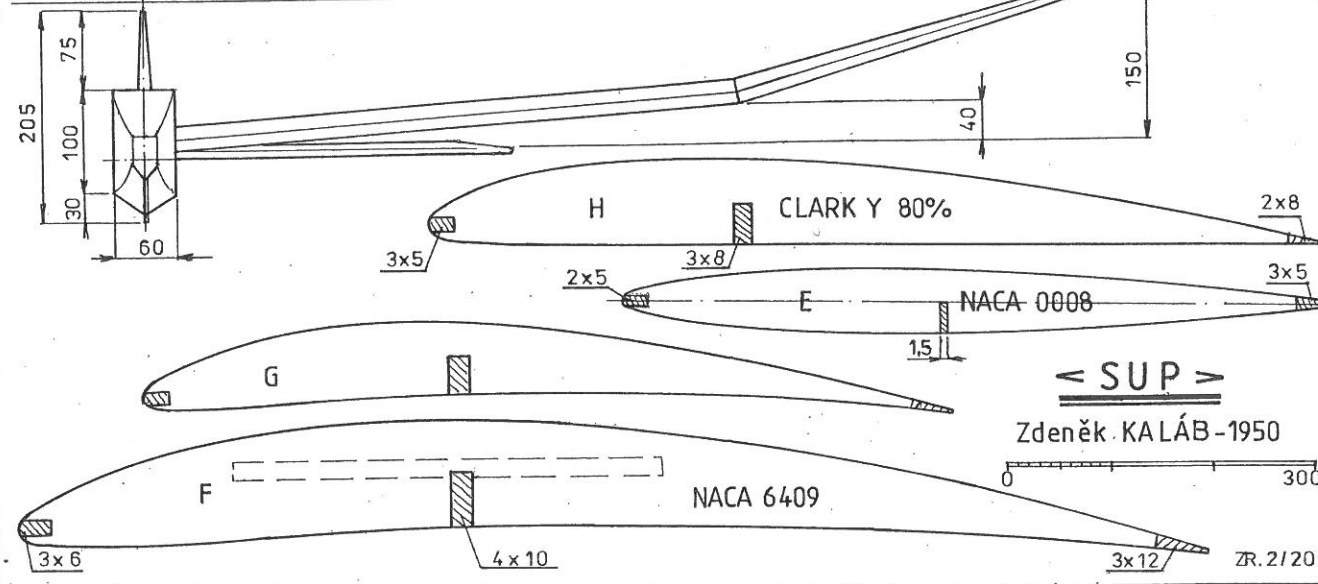 75
205
100
30
60
150
40
H CLARK Y 80%
2x8
3x5
3x8
2x5
3x5
E NACA 0008
1,5
G
< SUP >
Zdeněk KALÁB-1950
0 300
F
NACA 6409
3x6
4x10
3x12
ZR. 2/20